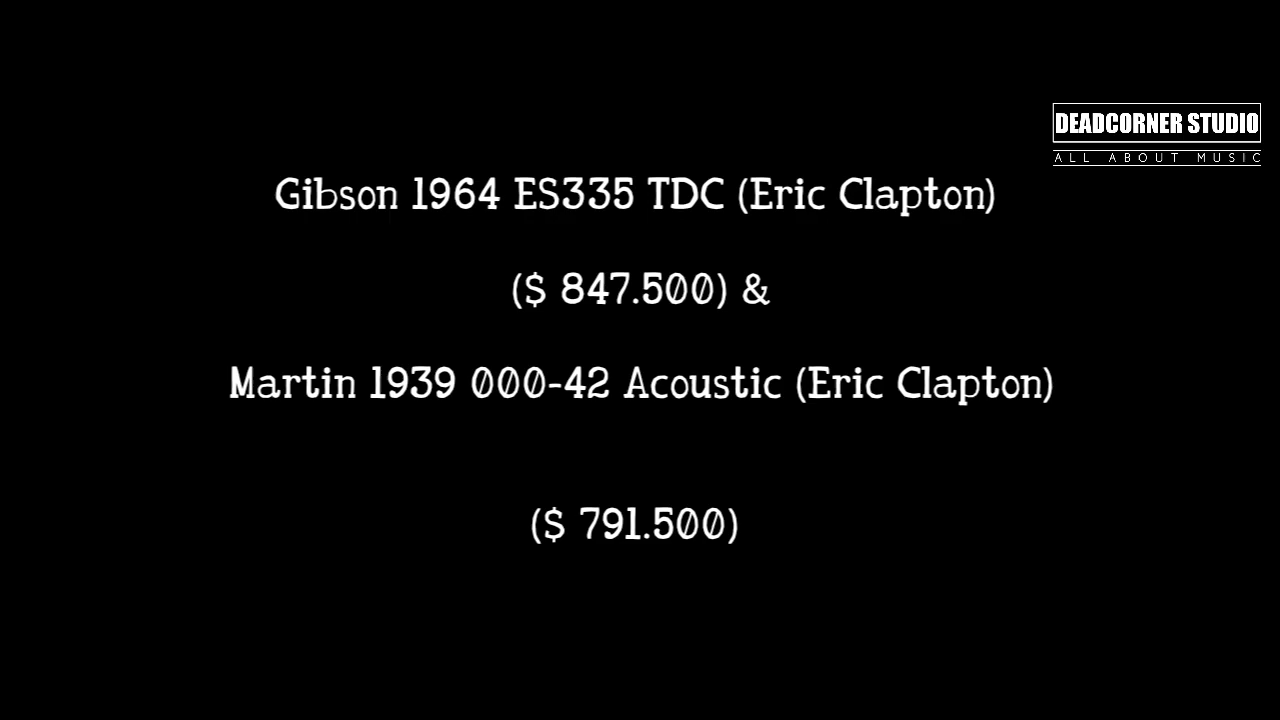 DEADCORNER STUDIO
ALL ABOUT MUSIC
Gibson 1964 ES335 TDC (Eric Clapton)
($ 847.500) &
Martin 1939 000-42 Acoustic (Eric Clapton)
($ 791.500)